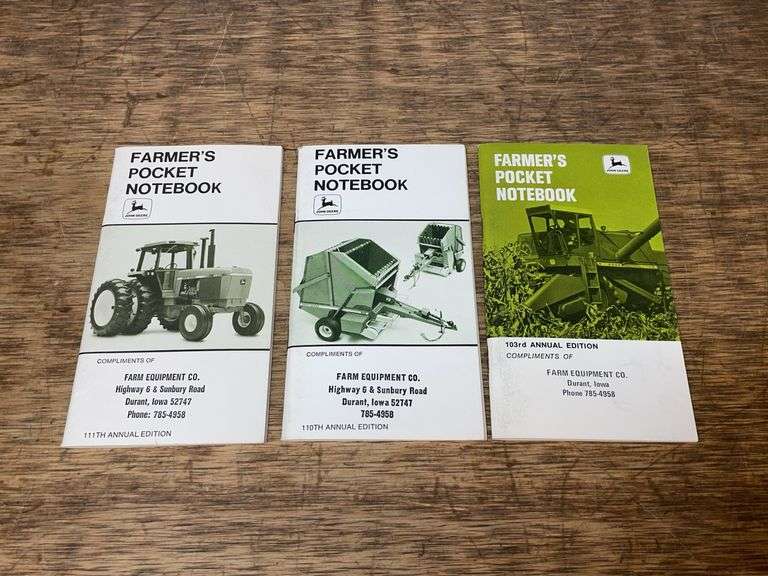 FARMER'S
POCKET
NOTEBOOK
JOHN DEERE
COMPLIMENTS OF
FARM EQUIPMENT CO.
Highway 6 & Sunbury Road
Durant, Iowa 52747
Phone: 785-4958
111TH ANNUAL EDITION
FARMER'S
POCKET
NOTEBOOK
JOHN DEERE
COMPLIMENTS OF
FARM EQUIPMENT CO.
Highway 6 & Sunbury Road
Durant, Iowa 52747
785-4958
110TH ANNUAL EDITION
FARMER'S
POCKET
NOTEBOOK
JOHN DEERE
103rd ANNUAL EDITION
COMPLIMENTS OF
FARM EQUIPMENT CO.
Durant, Iowa
Phone 785-4958